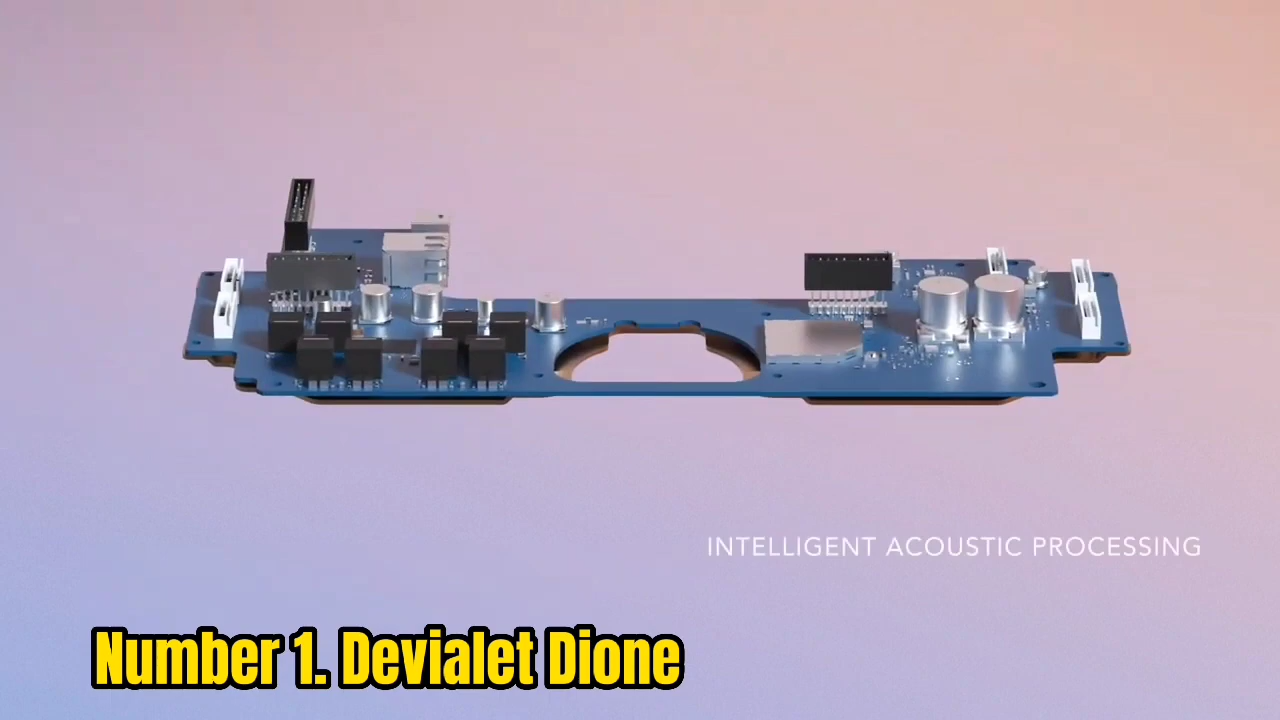 INTELLIGENT ACOUSTIC PROCESSING
Number 1. Devialet Dione